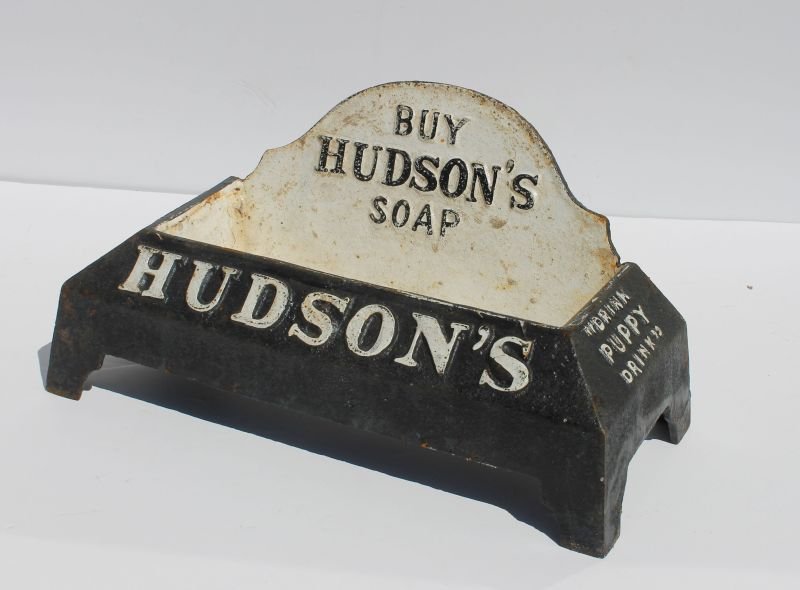 BUY
HUDSON'S
SOAP
HUDSON'S
"DRINK
PUPPY
DRINK"